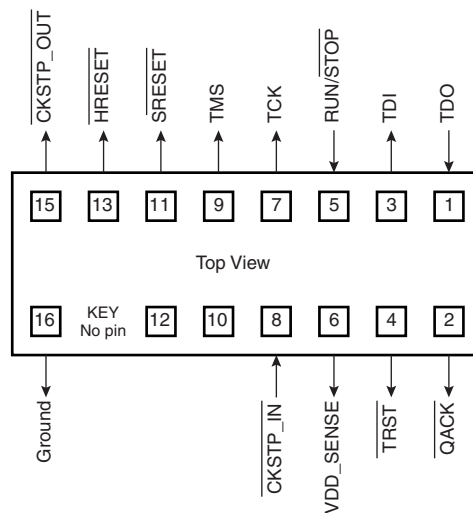 CKSTP_OUT
HRESET
SRESET
TMS
TCK
RUN/STOP
TDI
TDO
15
13
11
9
7
5
3
1
Top View
16
KEY
No pin
12
10
8
6
4
2
Ground
CKSTP_IN
VDD_SENSE
TRST
QACK